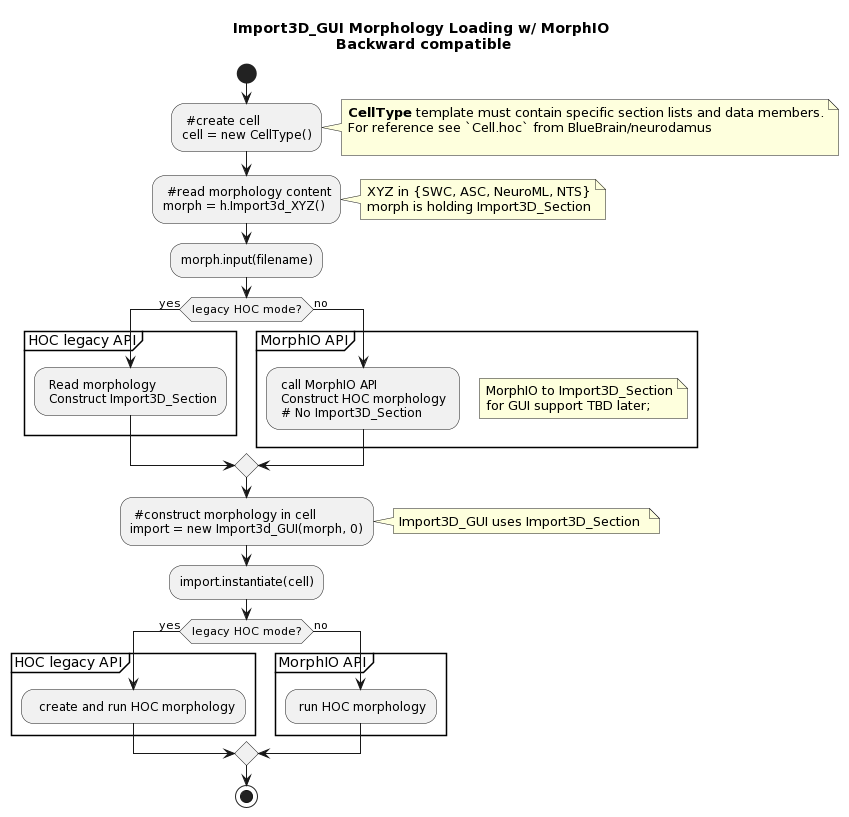 Import3D_GUI Morphology Loading w/ MorphIO
Backward compatible
#create cell
cell = new CellType()
CellType template must contain specific section lists and data members.
For reference see `Cell.hoc` from BlueBrain/neurodamus
#read morphology content
morph = h.Import3d_XYZ()
XYZ in {SWC, ASC, NeuroML, NTS}
morph is holding Import3D_Section
morph.input(filename)
yes
legacy HOC mode?
no
HOC legacy API
Read morphology
Construct Import3D_Section
MorphIO API
call MorphIO API
Construct HOC morphology
# No Import3D_Section
MorphIO to Import3D_Section
for GUI support TBD later;
#construct morphology in cell
import = new Import3d_GUI(morph, 0)
Import3D_GUI uses Import3D_Section
import.instantiate(cell)
yes
legacy HOC mode?
no
HOC legacy API
create and run HOC morphology
MorphIO API
run HOC morphology